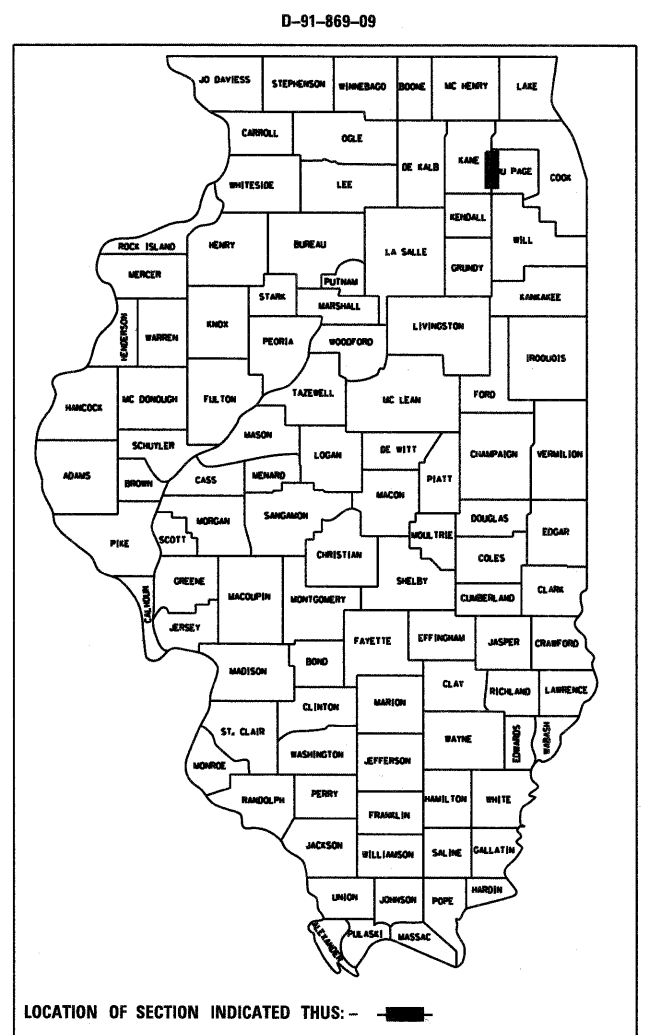 D-91-869-09
JO DAVIESS
STEPHENSON
WINNEBAGO
BOONE
MC HENRY
LAKE
CARROLL
OGLE
DE KALB
KANE
U PAGE
COOK
WHITESIDE
LEE
KENDALL
ROCK ISLAND
HENRY
BUREAU
LA SALLE
WILL
GRUNDY
MERCER
PUTNAM
STARK
MARSHALL
KANKAKEE
HENDERSON
WARREN
KNOX
PEORIA
WOODFORD
LIVINGSTON
IROQUOIS
HANCOCK
MC DONOUGH
FULTON
TAZEWELL
MC LEAN
FORD
SCHUYLER
MASON
LOGAN
DE WITT
CHAMPAIGN
VERMILION
ADAMS
BROWN
CASS
MENARD
MACON
PIATT
PIKE
SCOTT
MORGAN
SANGAMON
CHRISTIAN
MOULTRIE
DOUGLAS
EDGAR
COLES
CALHOUN
GREENE
MACOUPIN
MONTGOMERY
SHELBY
CUMBERLAND
CLARK
JERSEY
FAYETTE
EFFINGHAM
JASPER
CRAWFORD
MADISON
BOND
CLAY
RICHLAND
LAWRENCE
CLINTON
MARION
ST. CLAIR
WASHINGTON
JEFFERSON
WAYNE
EDWARDS
WABASH
MONROE
RANDOLPH
PERRY
FRANKLIN
HAMILTON
WHITE
JACKSON
WILLIAMSON
SALINE
GALLATIN
UNION
JOHNSON
POPE
HARDIN
ALEXANDER
PULASKI
MASSAC
LOCATION OF SECTION INDICATED THUS: -